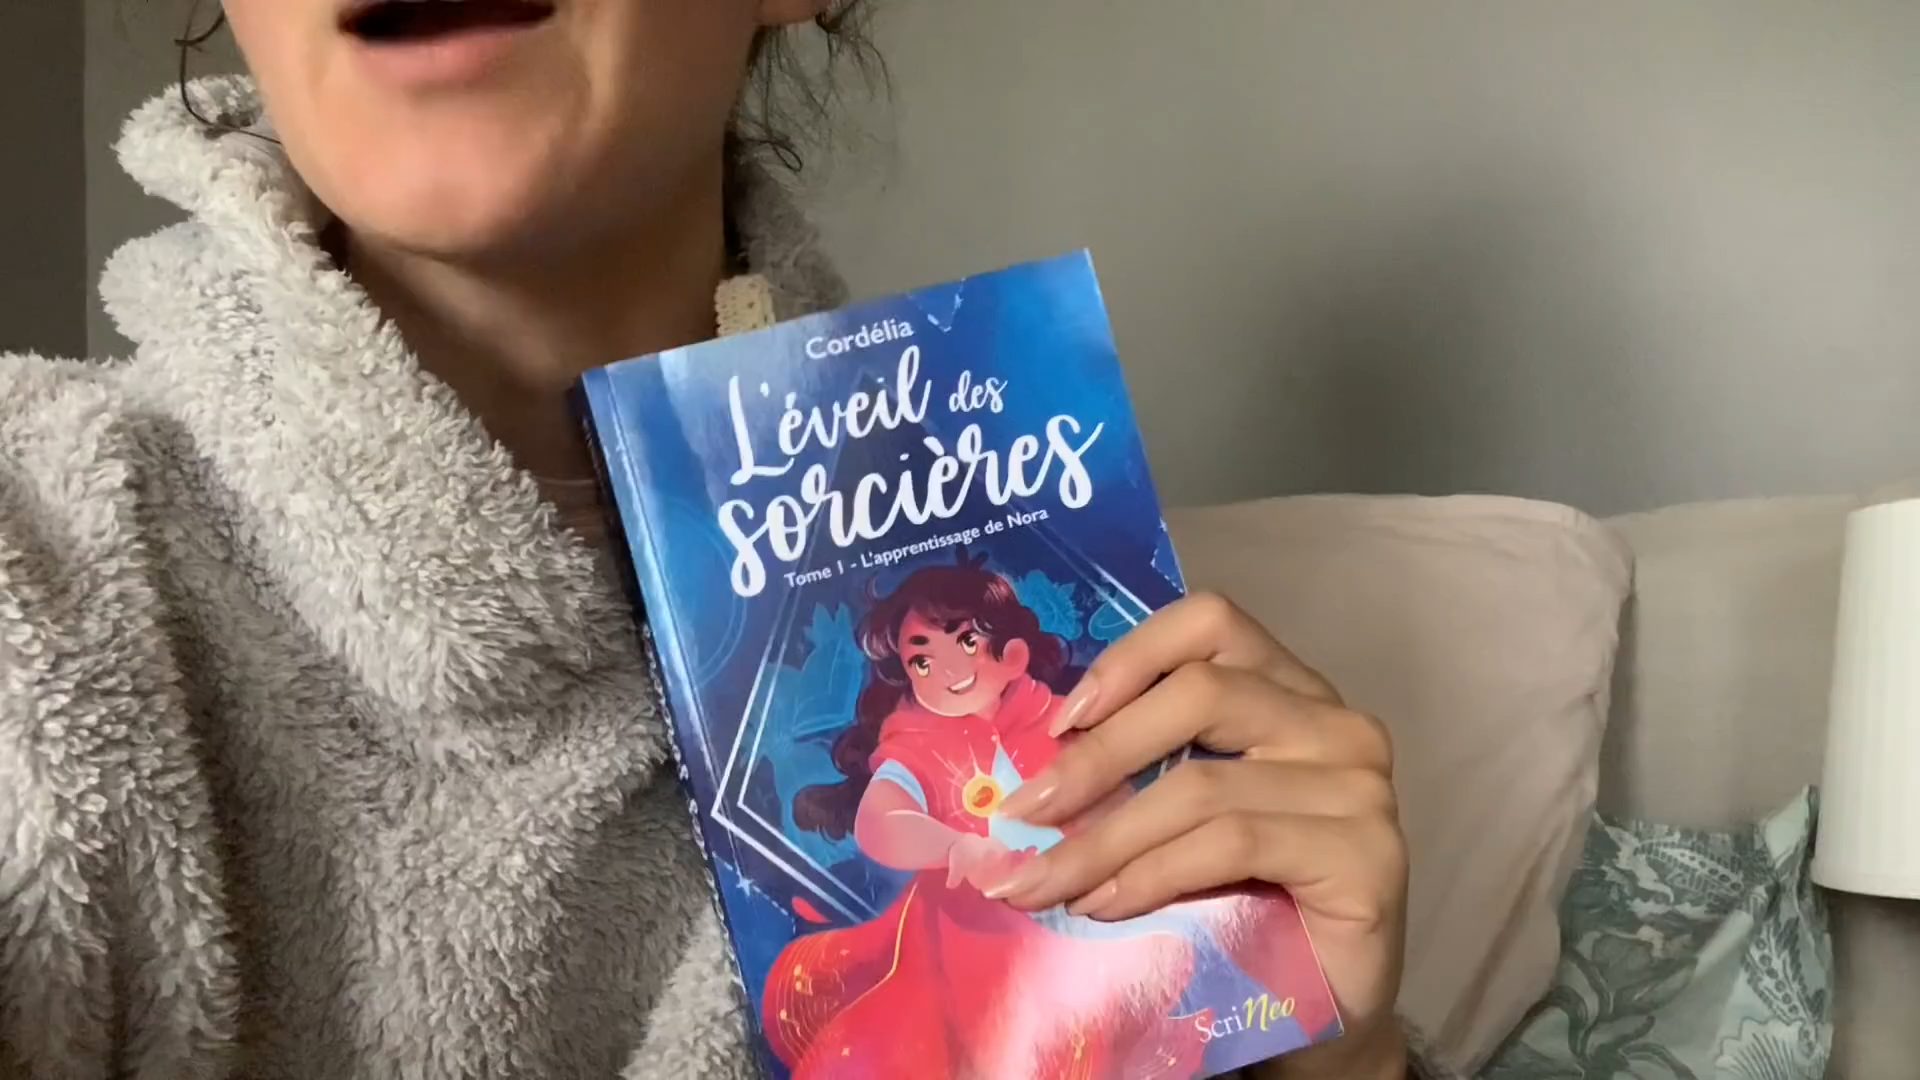 Cordélia
L'éveil des
sorcières
Tome 1 - L'apprentissage de Nora
ScriNeo